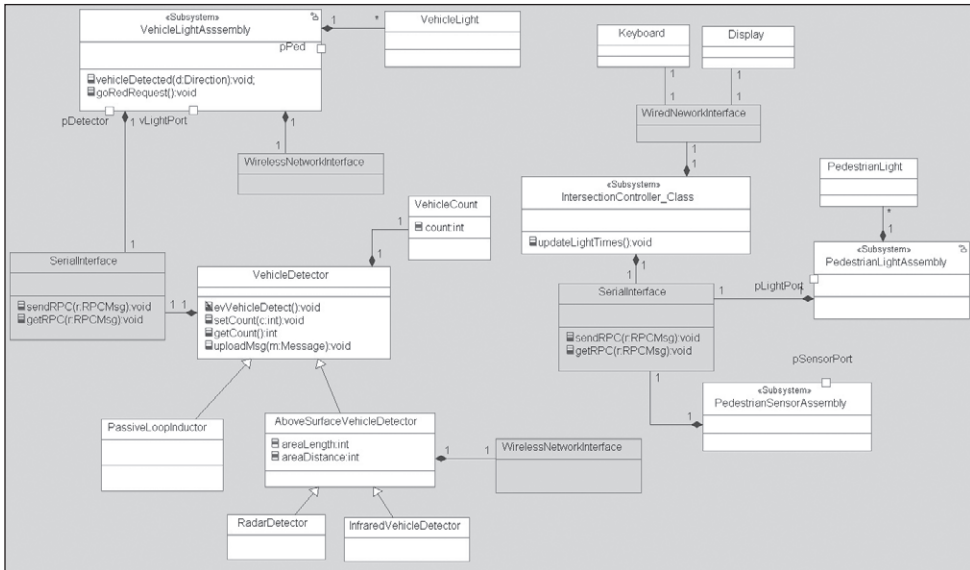 «Subsystem»
VehicleLightAsssembly
pPed
vehicleDetected(d:Direction):void;
goRedRequest():void
pDetector
vLightPort
1
*
VehicleLight
1
1
1
WirelessNetworkInterface
Keyboard
Display
1
1
1
1
WiredNeworkInterface
1
1
«Subsystem»
IntersectionController_Class
updateLightTimes():void
PedestrianLight
*
1
«Subsystem»
PedestrianLightAssembly
VehicleCount
count:int
1
1
1
SerialInterface
sendRPC(r:RPCMsg):void
getRPC(r:RPCMsg):void
1
1
VehicleDetector
evVehicleDetect():void
setCount(c:int):void
getCount():int
uploadMsg(m:Message):void
1
1
SerialInterface
sendRPC(r:RPCMsg):void
getRPC(r:RPCMsg):void
1
pLightPort
1
pSensorPort
1
1
«Subsystem»
PedestrianSensorAssembly
PassiveLoopInductor
AboveSurfaceVehicleDetector
areaLength:int
areaDistance:int
1
1
WirelessNetworkInterface
RadarDetector
InfraredVehicleDetector